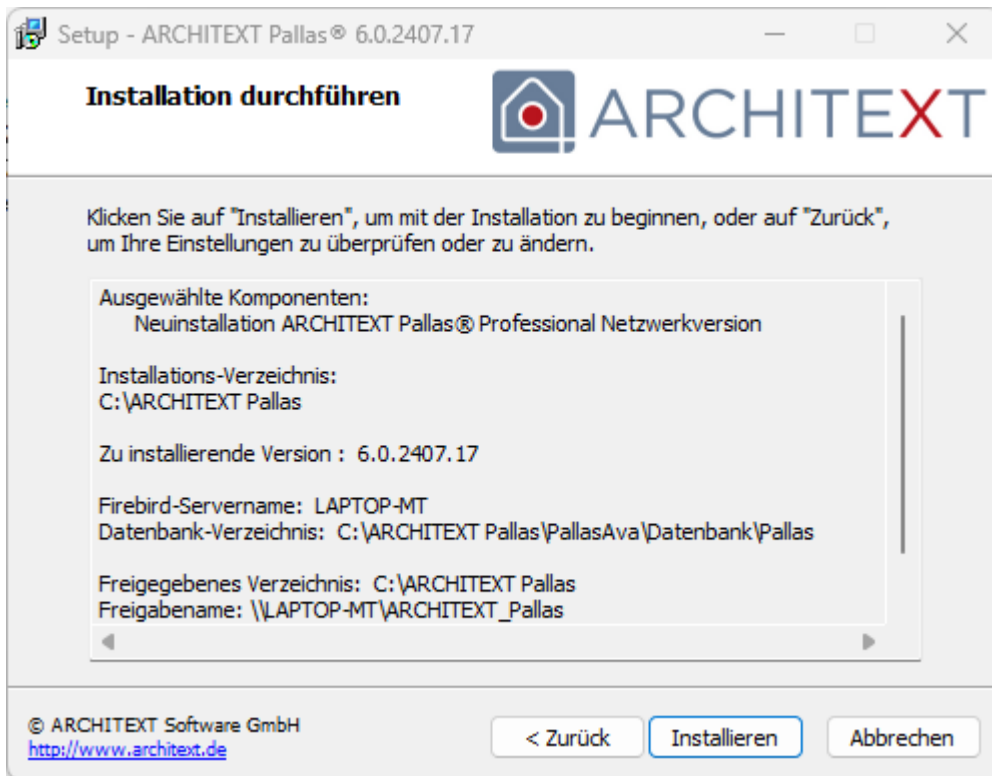 Setup - ARCHITEXT Pallas® 6.0.2407.17
Installation durchführen
ARCHITEXT
Klicken Sie auf "Installieren", um mit der Installation zu beginnen, oder auf "Zurück",
um Ihre Einstellungen zu überprüfen oder zu ändern.
Ausgewählte Komponenten:
Neuinstallation ARCHITEXT Pallas® Professional Netzwerkversion
Installations-Verzeichnis:
C:\ARCHITEXT Pallas
Zu installierende Version : 6.0.2407.17
Firebird-Servername: LAPTOP-MT
Datenbank-Verzeichnis: C:\ARCHITEXT Pallas\PallasAva\Datenbank\Pallas
Freigegebenes Verzeichnis: C:\ARCHITEXT Pallas
Freigabename: \\LAPTOP-MT\ARCHITEXT_Pallas
© ARCHITEXT Software GmbH
http://www.architext.de
< Zurück
Installieren
Abbrechen